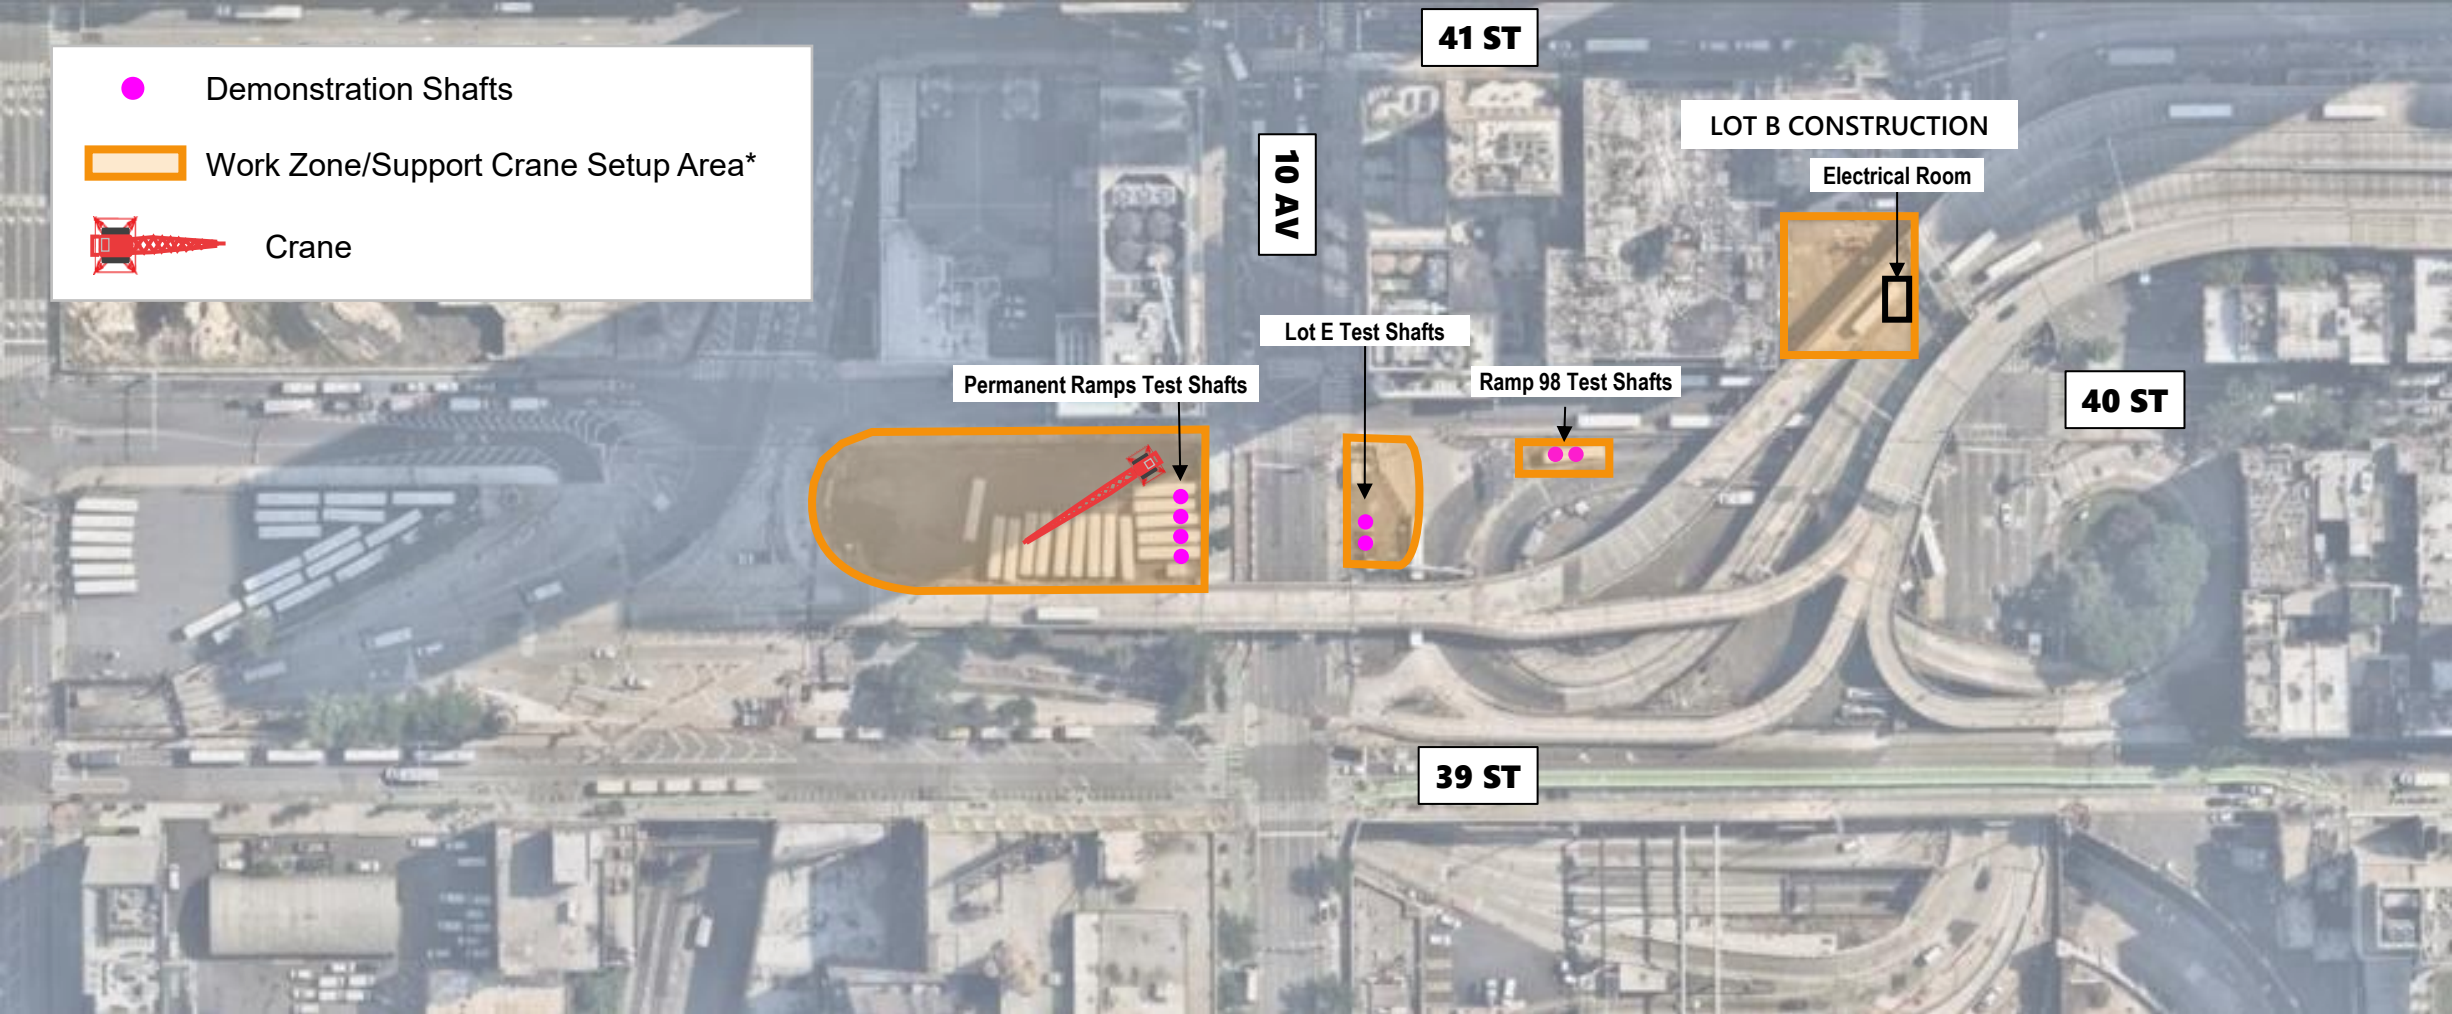 41 ST
Demonstration Shafts
Work Zone/Support Crane Setup Area*
Crane
10 AV
LOT B CONSTRUCTION
Electrical Room
Lot E Test Shafts
Permanent Ramps Test Shafts
Ramp 98 Test Shafts
40 ST
39 ST